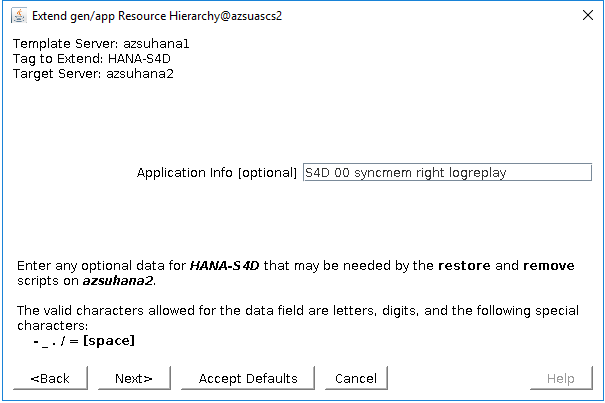 Extend gen/app Resource Hierarchy@azsuascs2
Template Server: azsuhana1
Tag to Extend: HANA-S4D
Target Server: azsuhana2
Application Info [optional] S4D 00 syncmem right logreplay
Enter any optional data for HANA-S4D that may be needed by the restore and remove
scripts on azsuhana2.
The valid characters allowed for the data field are letters, digits, and the following special
characters:
- _ . / = [space]
<Back Next> Accept Defaults Cancel Help